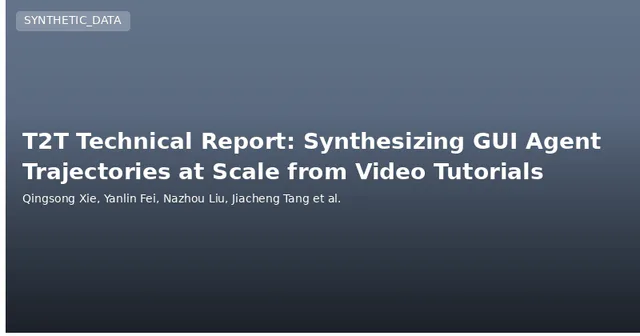 SYNTHETIC_DATA
T2T Technical Report: Synthesizing GUI Agent
Trajectories at Scale from Video Tutorials
Qingsong Xie, Yanlin Fei, Nazhou Liu, Jiacheng Tang et al.